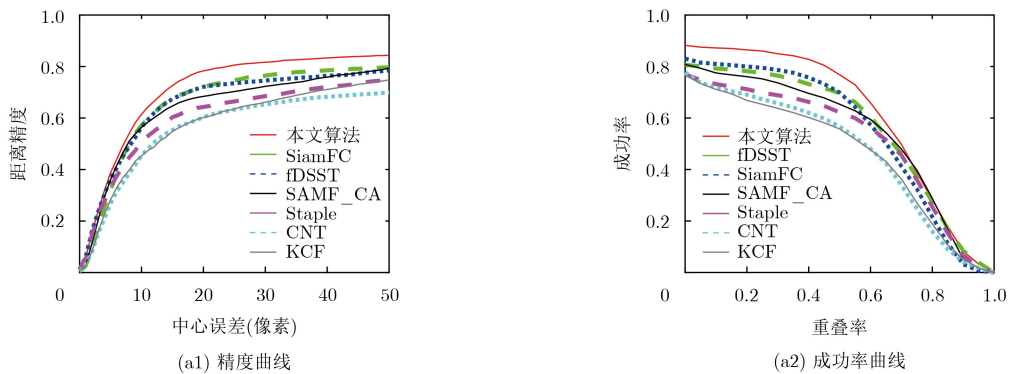 1.0
0.8
0.6
0.4
0.2
0
10
20
30
40
50
距离精度
中心误差(像素)
本文算法
SiamFC
fDSST
SAMF_CA
Staple
CNT
KCF
(a1) 精度曲线
1.0
0.8
0.6
0.4
0.2
0
0.2
0.4
0.6
0.8
1.0
成功率
重叠率
本文算法
fDSST
SiamFC
SAMF_CA
Staple
CNT
KCF
(a2) 成功率曲线